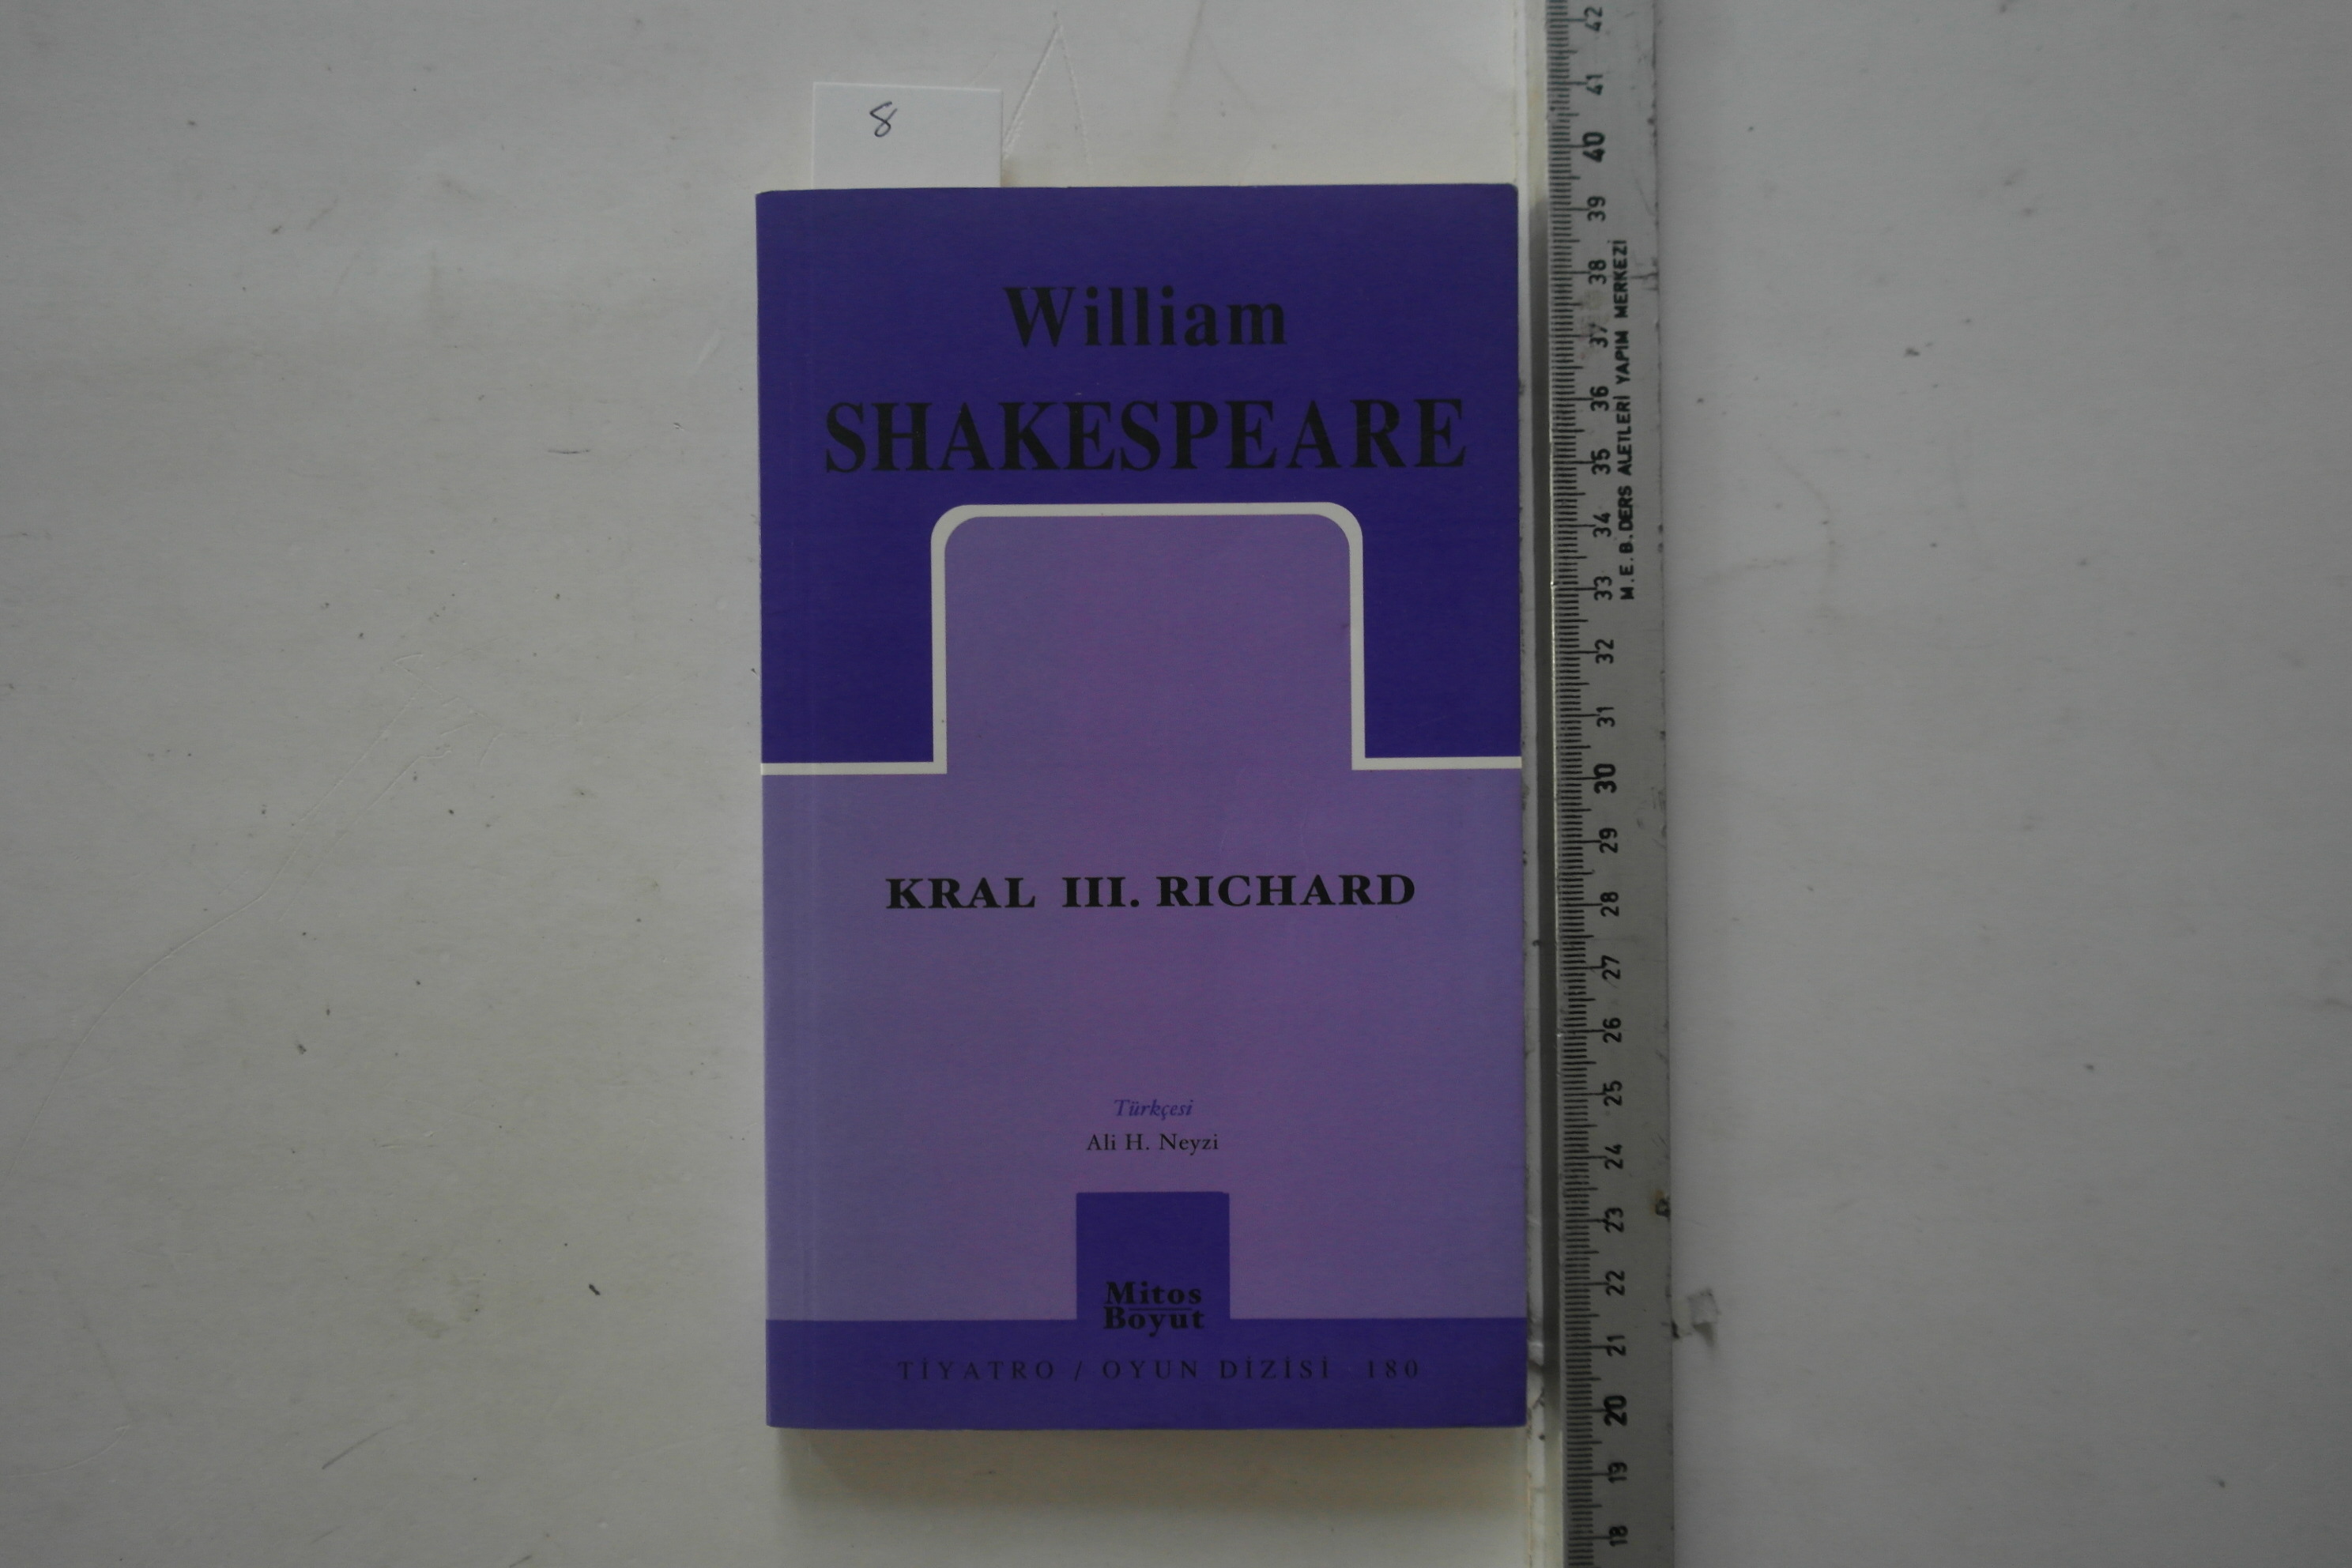 8
William
SHAKESPEARE
KRAL III. RICHARD
Türkçesi
Ali H. Neyzi
Mitos
Boyut
TİYATRO / OYUN DİZİSİ 180
42
41
40
39
38
37
36
35
34
33
32
31
30
29
28
27
26
25
24
23
22
21
20
19
18
M.E.B. DERS ALETLERİ YAPIM MERKEZİ